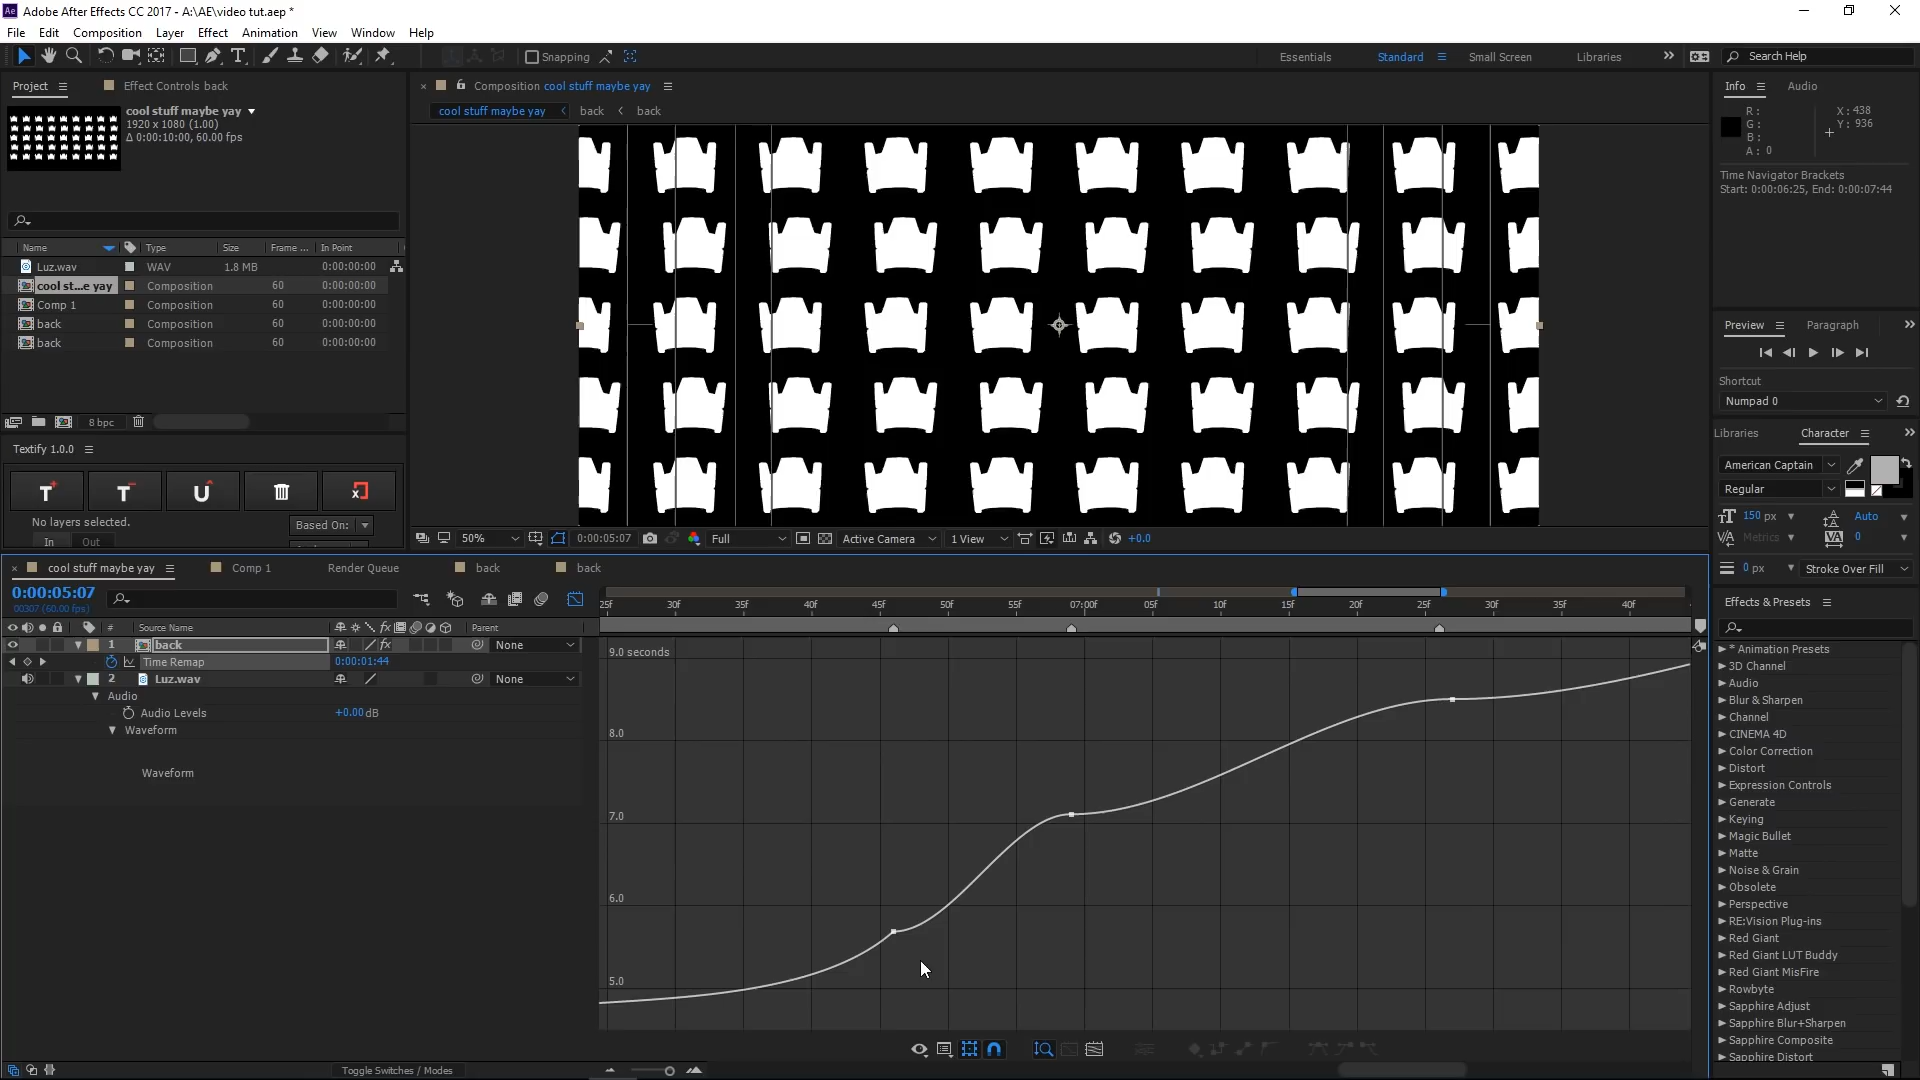 Ae Adobe After Effects CC 2017 - A:\AE\video tut.aep *
File Edit Composition Layer Effect Animation View Window Help
Snapping Essentials Standard Small Screen Libraries Search Help
Project Effect Controls back
cool stuff maybe yay
1920 x 1080 (1.00)
Δ 0:00:10:00, 60.00 fps
Name Type Size Frame ... In Point
Luz.wav WAV 1.8 MB 0:00:00:00
cool st...e yay Composition 60 0:00:00:00
Comp 1 Composition 60 0:00:00:00
back Composition 60 0:00:00:00
back Composition 60 0:00:00:00
8 bpc
Textify 1.0.0
No layers selected. Based On:
In Out
Composition cool stuff maybe yay
cool stuff maybe yay back back
50% 0:00:05:07 Full Active Camera 1 View +0.0
Info Audio
R: X: 438
G: Y: 936
B:
A: 0
Time Navigator Brackets
Start: 0:00:06:25, End: 0:00:07:44
Preview Paragraph
Shortcut
Numpad 0
Libraries Character
American Captain
Regular
150 px Auto
Metrics 0
0 px Stroke Over Fill
Effects & Presets
* Animation Presets
3D Channel
Audio
Blur & Sharpen
Channel
CINEMA 4D
Color Correction
Distort
Expression Controls
Generate
Keying
Magic Bullet
Matte
Noise & Grain
Obsolete
Perspective
RE:Vision Plug-ins
Red Giant
Red Giant LUT Buddy
Red Giant MisFire
Rowbyte
Sapphire Adjust
Sapphire Blur+Sharpen
Sapphire Composite
Sapphire Distort
cool stuff maybe yay Comp 1 Render Queue back back
0:00:05:07
00307 (60.00 fps)
25f 30f 35f 40f 45f 50f 55f 07:00f 05f 10f 15f 20f 25f 30f 35f 40f
# Source Name Parent
1 back None
Time Remap 0:00:01:44
2 Luz.wav None
Audio
Audio Levels +0.00 dB
Waveform
Waveform
9.0 seconds
8.0
7.0
6.0
5.0
Toggle Switches / Modes